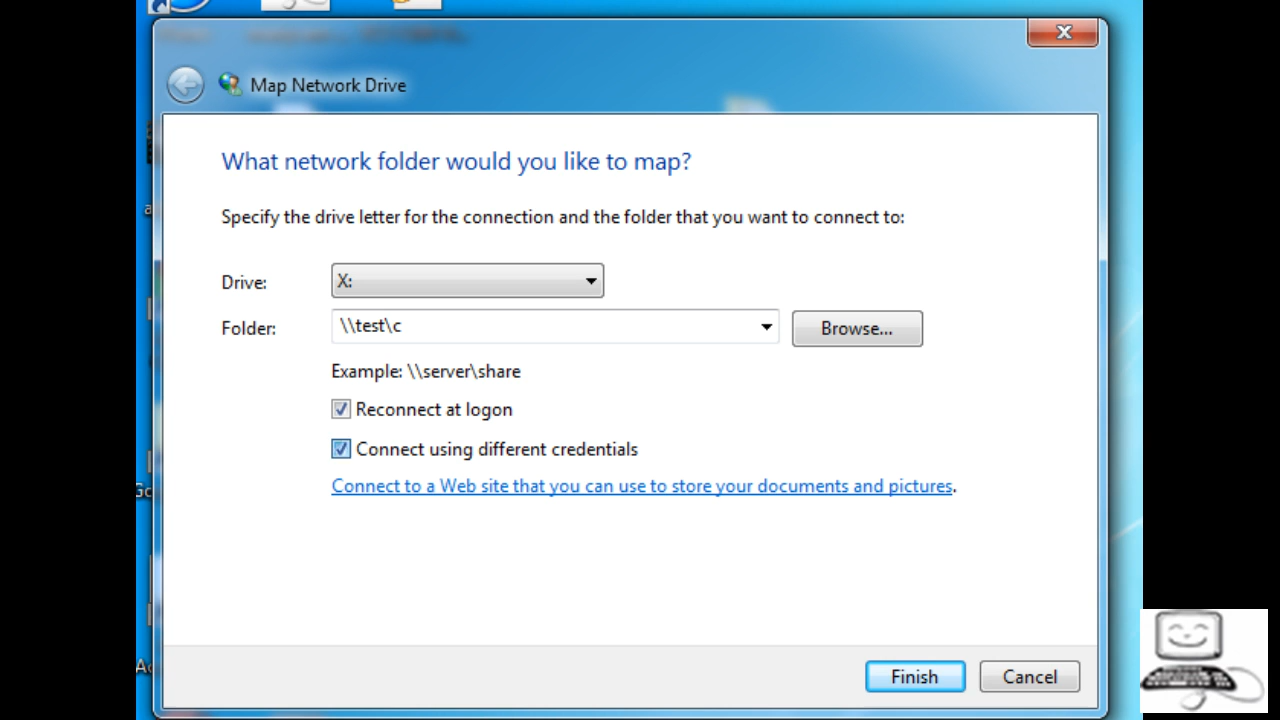 Map Network Drive
What network folder would you like to map?
Specify the drive letter for the connection and the folder that you want to connect to:
Drive: X:
Folder: \\test\c Browse...
Example: \\server\share
Reconnect at logon
Connect using different credentials
Connect to a Web site that you can use to store your documents and pictures.
Finish Cancel